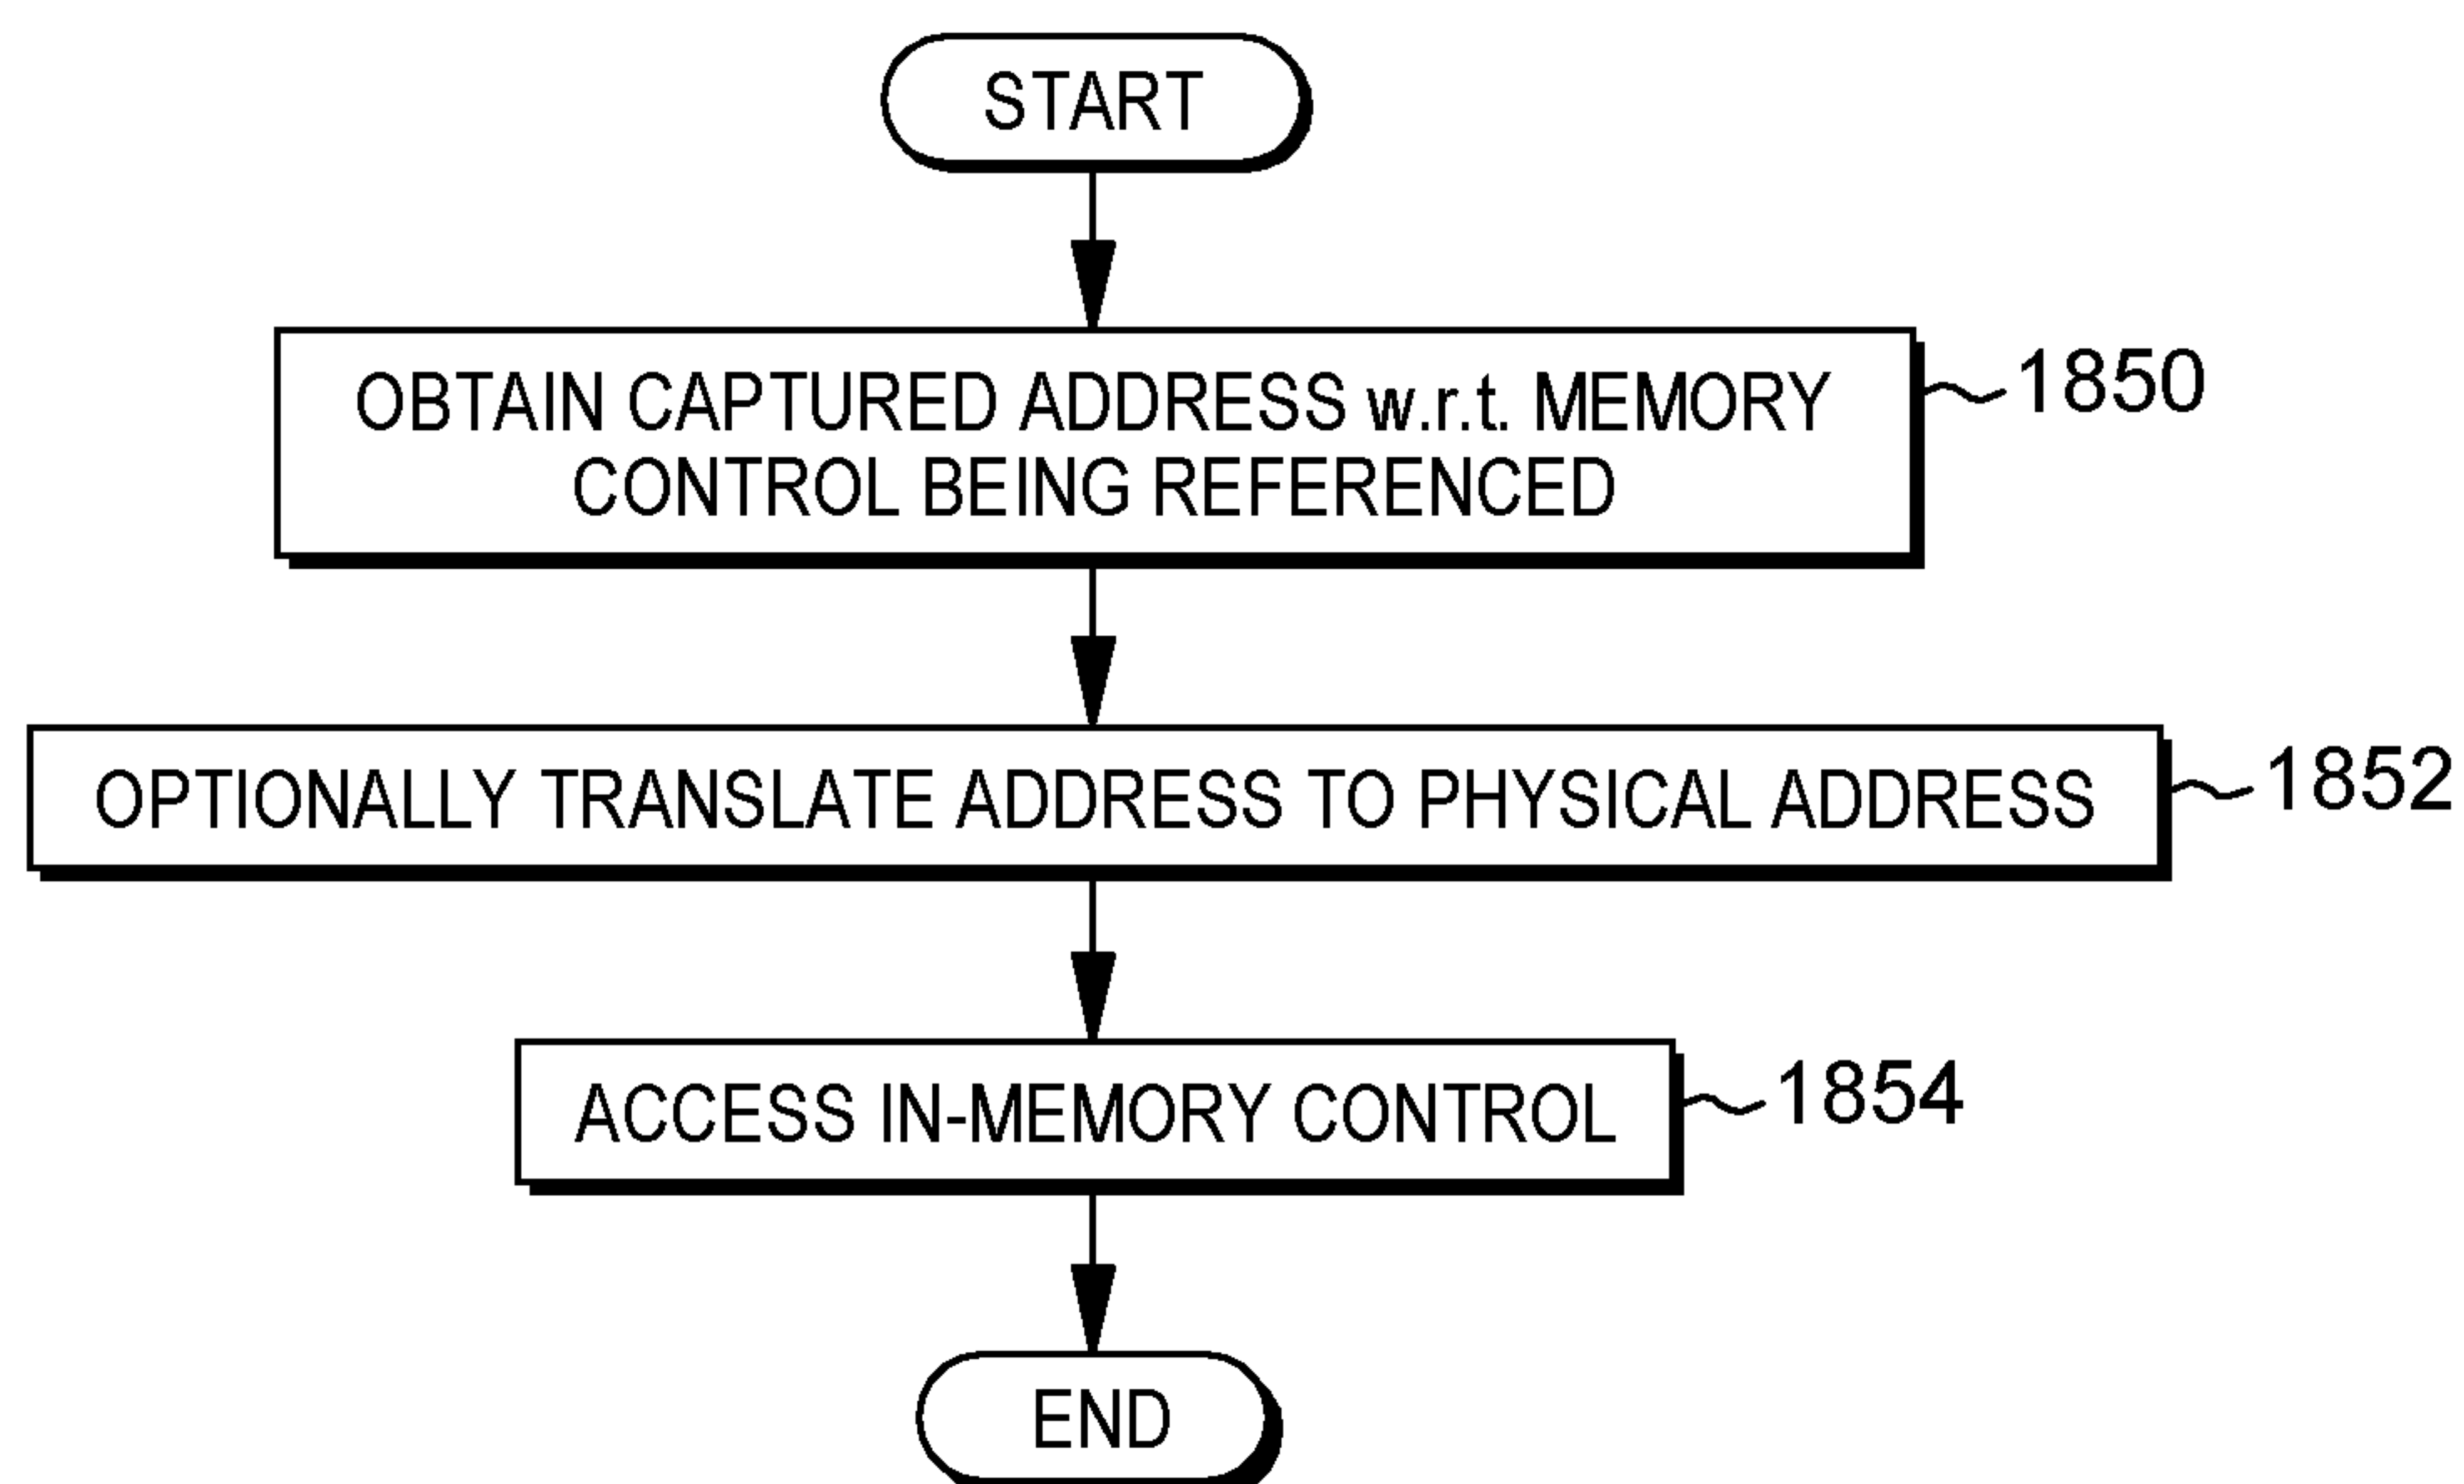 START
OBTAIN CAPTURED ADDRESS w.r.t. MEMORY
CONTROL BEING REFERENCED
1850
OPTIONALLY TRANSLATE ADDRESS TO PHYSICAL ADDRESS
1852
ACCESS IN-MEMORY CONTROL
1854
END